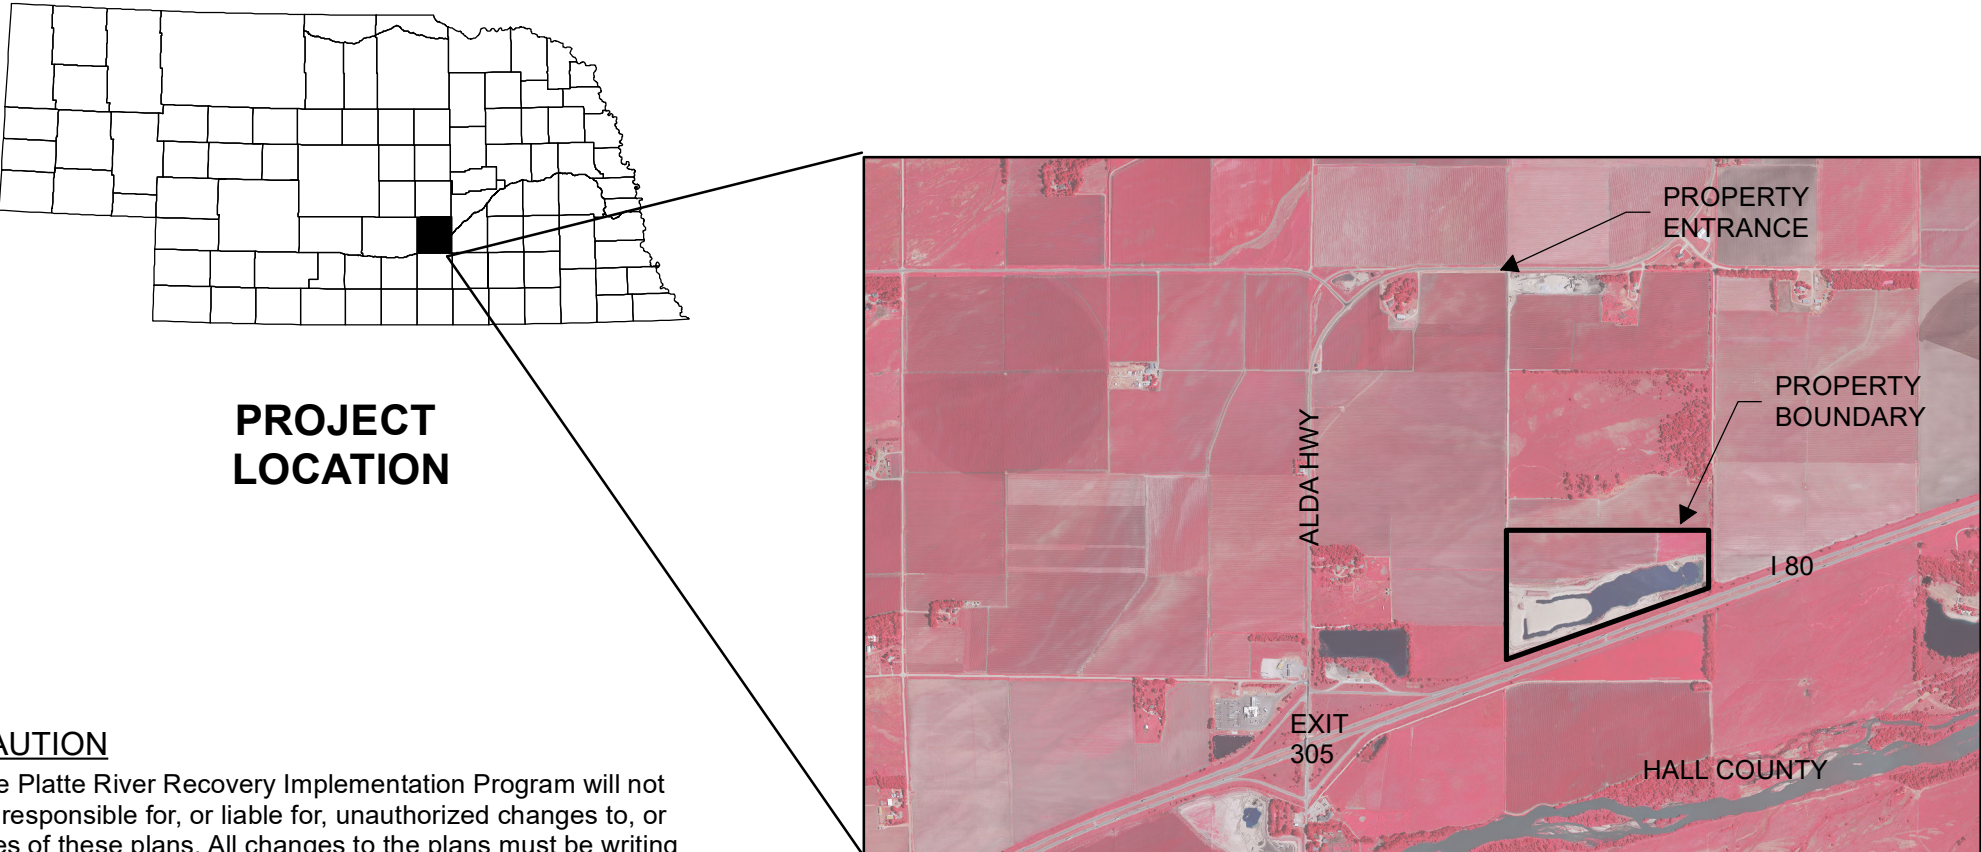 PROJECT
LOCATION
PROPERTY
ENTRANCE
PROPERTY
BOUNDARY
ALDA HWY
I 80
EXIT
305
HALL COUNTY
AUTION
e Platte River Recovery Implementation Program will not
responsible for, or liable for, unauthorized changes to, or
es of these plans. All changes to the plans must be writing